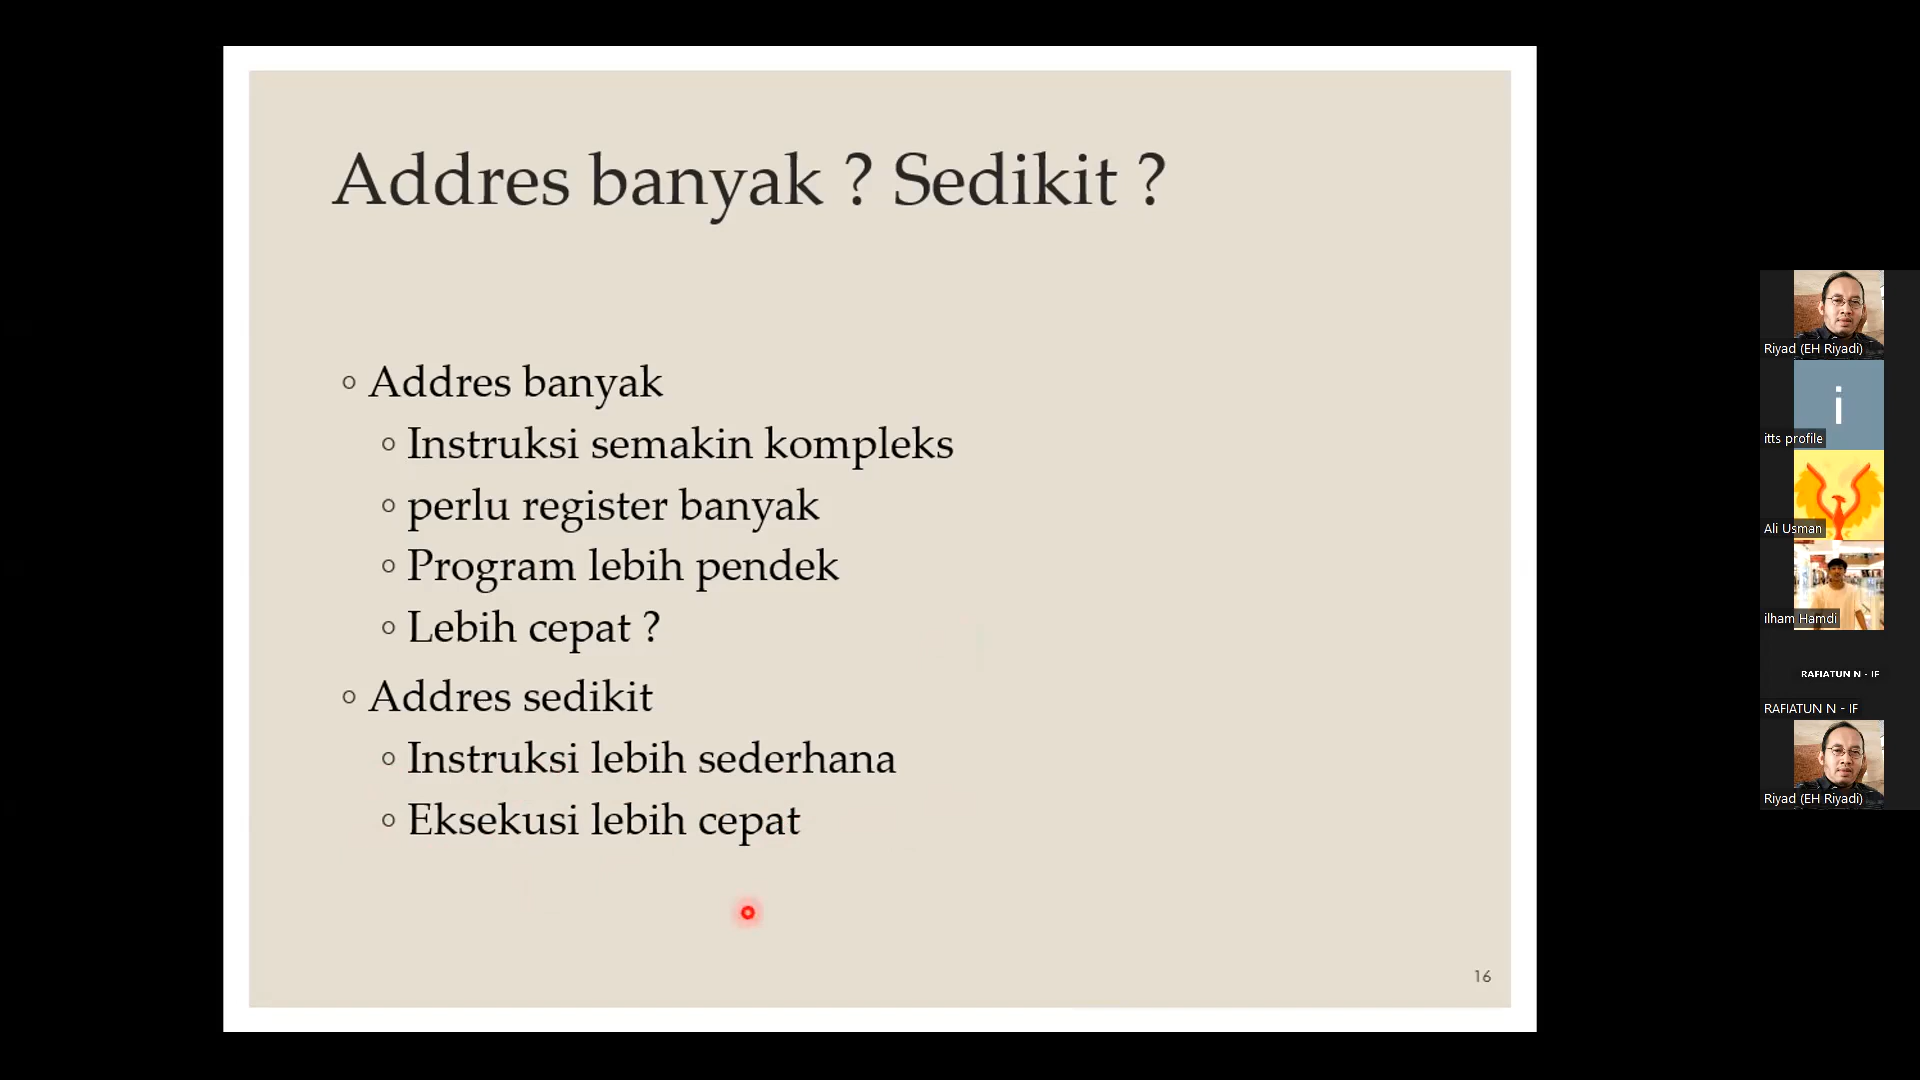 Addres banyak ? Sedikit ?
Addres banyak
Instruksi semakin kompleks
perlu register banyak
Program lebih pendek
Lebih cepat ?
Addres sedikit
Instruksi lebih sederhana
Eksekusi lebih cepat
16
Riyad (EH Riyadi)
i
itts profile
Ali Usman
ilham Hamdi
RAFIATUN N - IF
RAFIATUN N - IF
Riyad (EH Riyadi)